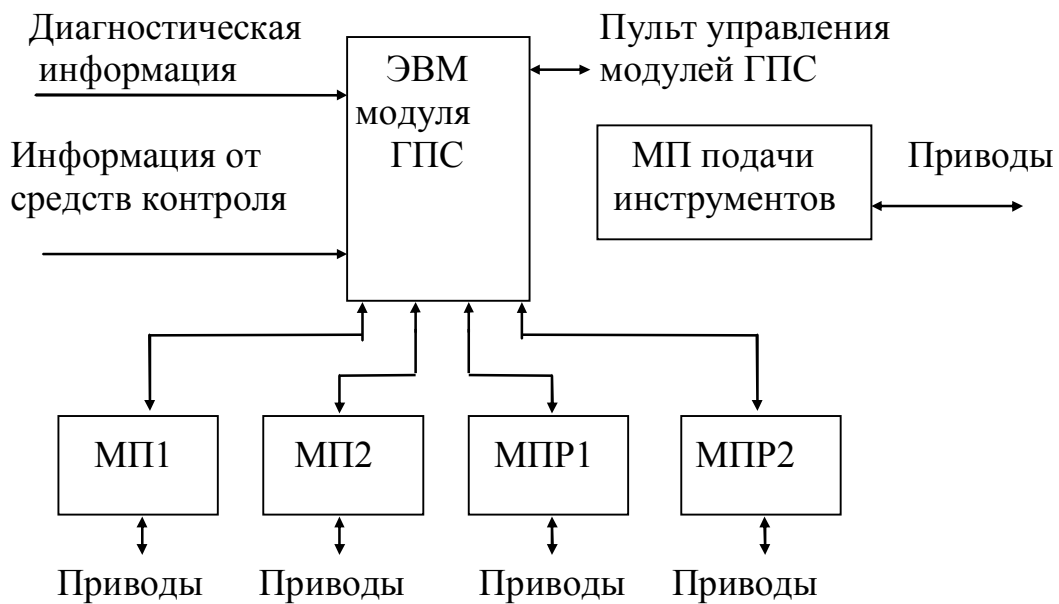 Диагностическая
информация
ЭВМ
модуля
ГПС
Пульт управления
модулей ГПС
Информация от
средств контроля
МП подачи
инструментов
Приводы
МП1
МП2
МПР1
МПР2
Приводы
Приводы
Приводы
Приводы